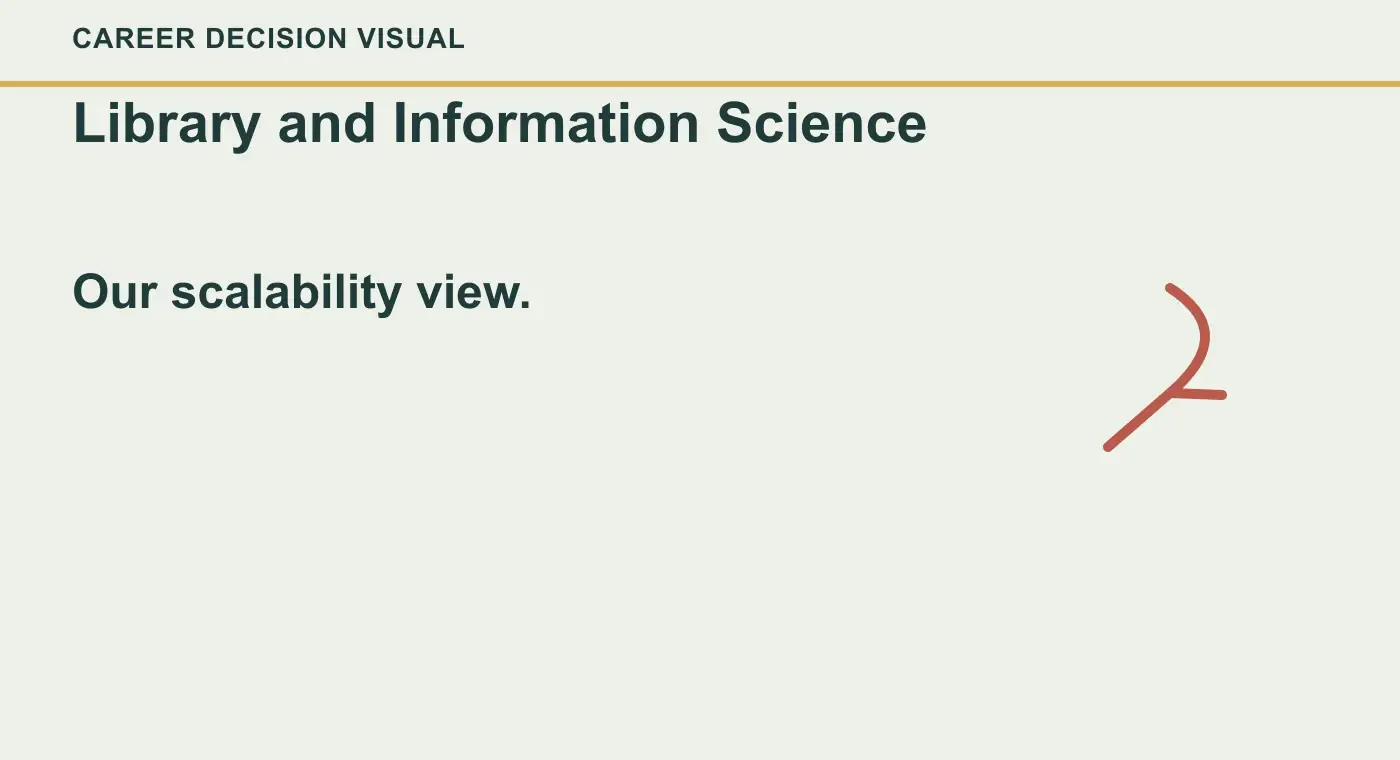 CAREER DECISION VISUAL
Library and Information Science
Our scalability view.